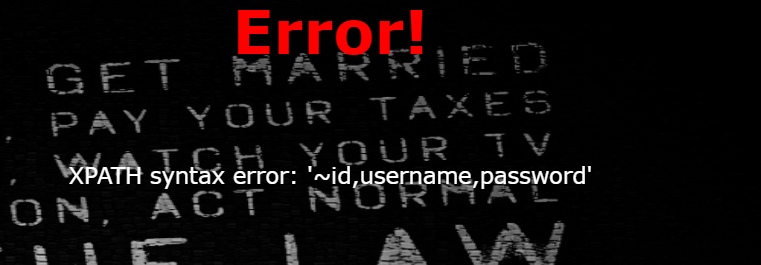 Error!
GET MARRIED
, PAY YOUR TAXES
, WATCH YOUR TV
XPATH syntax error: '~id,username,password'
ON, ACT NORMAL
THE LAW